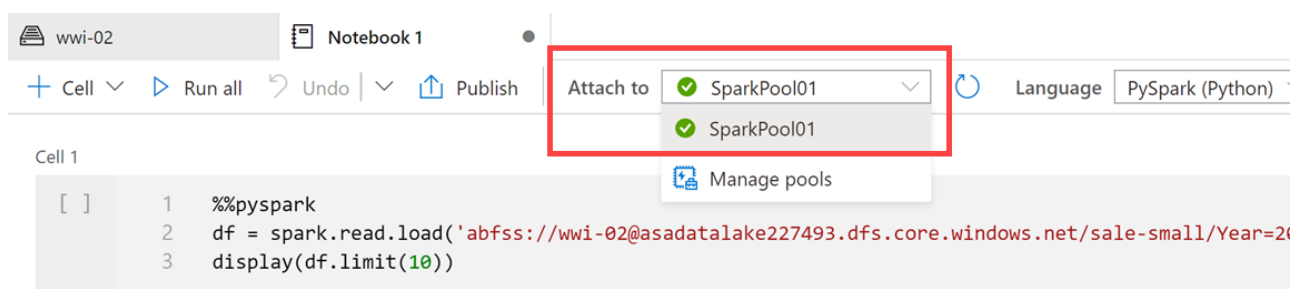 wwi-02 Notebook 1
Cell Run all Undo Publish Attach to SparkPool01 Language PySpark (Python)
SparkPool01
Manage pools
Cell 1
[ ] 1 %%pyspark
2 df = spark.read.load('abfss://wwi-02@asadatalake227493.dfs.core.windows.net/sale-small/Year=20
3 display(df.limit(10))